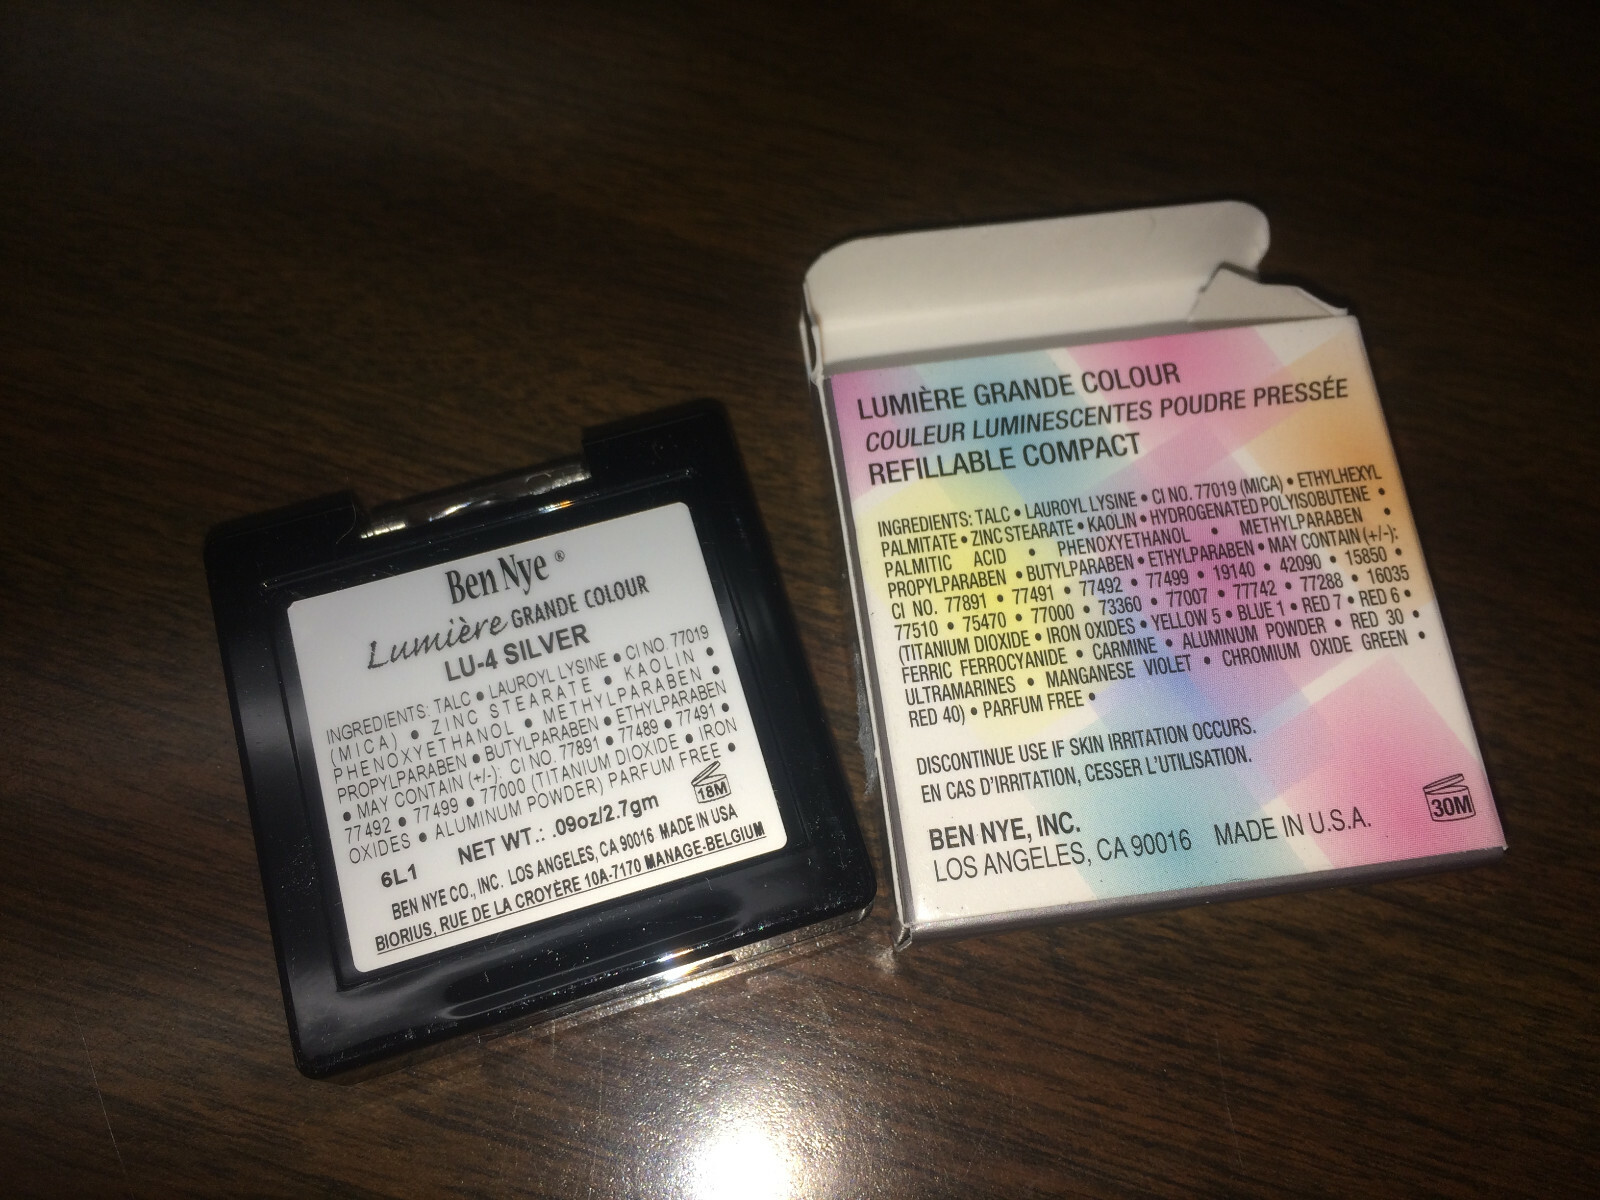 Ben Nye ®
Lumière GRANDE COLOUR
LU-4 SILVER
INGREDIENTS: TALC • LAUROYL LYSINE • CI NO. 77019
(MICA) • ZINC STEARATE • KAOLIN •
PHENOXYETHANOL • METHYLPARABEN •
PROPYLPARABEN • BUTYLPARABEN • ETHYLPARABEN
• MAY CONTAIN (+/-): CI NO. 77891 • 77489 • 77491 •
77492 • 77499 • 77000 (TITANIUM DIOXIDE • IRON
OXIDES • ALUMINUM POWDER) PARFUM FREE •
18M
6L1 NET WT.: .09oz/2.7gm
BEN NYE CO., INC. LOS ANGELES, CA 90016 MADE IN USA
BIORIUS, RUE DE LA CROYÈRE 10A-7170 MANAGE-BELGIUM
LUMIÈRE GRANDE COLOUR
COULEUR LUMINESCENTES POUDRE PRESSÉE
REFILLABLE COMPACT
INGREDIENTS: TALC • LAUROYL LYSINE • CI NO. 77019 (MICA) • ETHYLHEXYL
PALMITATE • ZINC STEARATE • KAOLIN • HYDROGENATED POLYISOBUTENE •
PALMITIC ACID • PHENOXYETHANOL • METHYLPARABEN •
PROPYLPARABEN • BUTYLPARABEN • ETHYLPARABEN • MAY CONTAIN (+/-):
CI NO. 77891 • 77491 • 77492 • 77499 • 19140 • 42090 • 15850 •
77510 • 75470 • 77000 • 73360 • 77007 • 77742 • 77288 • 16035
(TITANIUM DIOXIDE • IRON OXIDES • YELLOW 5 • BLUE 1 • RED 7 • RED 6 •
FERRIC FERROCYANIDE • CARMINE • ALUMINUM POWDER • RED 30 •
ULTRAMARINES • MANGANESE VIOLET • CHROMIUM OXIDE GREEN •
RED 40) • PARFUM FREE •
DISCONTINUE USE IF SKIN IRRITATION OCCURS.
EN CAS D'IRRITATION, CESSER L'UTILISATION.
BEN NYE, INC.
LOS ANGELES, CA 90016 MADE IN U.S.A.
30M